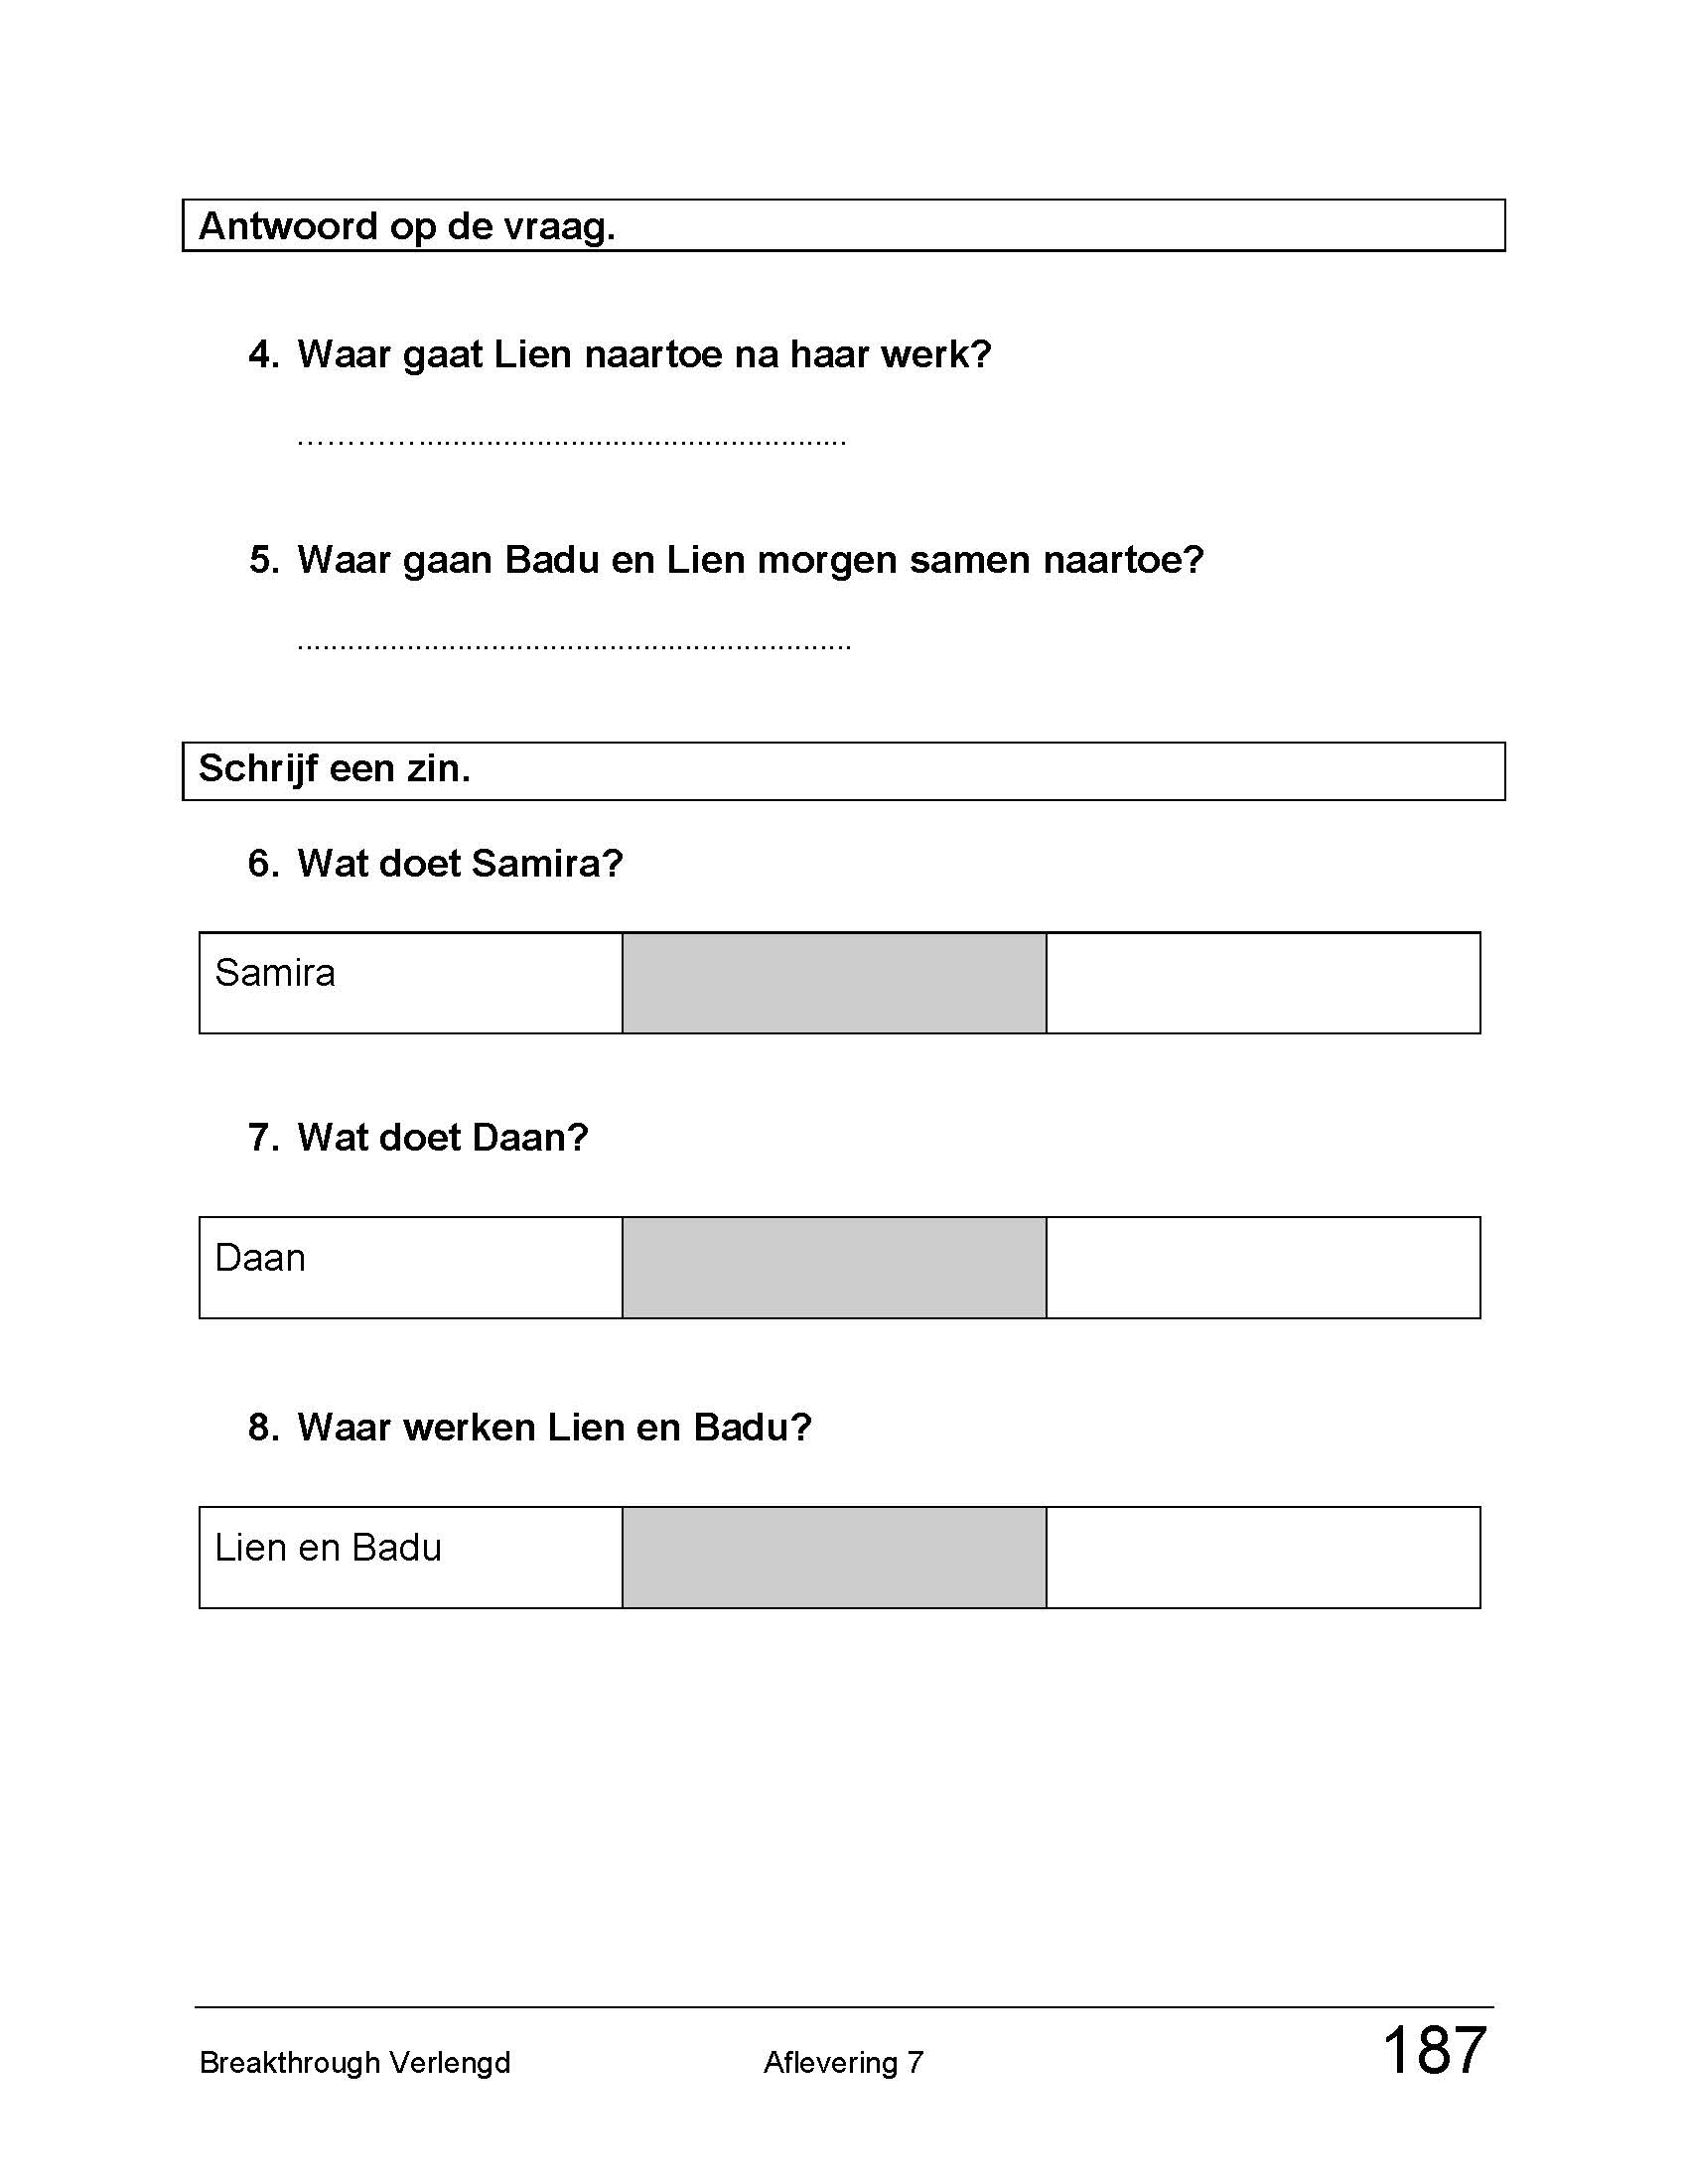 Antwoord op de vraag.
4. Waar gaat Lien naartoe na haar werk?
.................................................................
5. Waar gaan Badu en Lien morgen samen naartoe?
.................................................................
Schrijf een zin.
6. Wat doet Samira?
Samira
7. Wat doet Daan?
Daan
8. Waar werken Lien en Badu?
Lien en Badu
Breakthrough Verlengd Aflevering 7 187